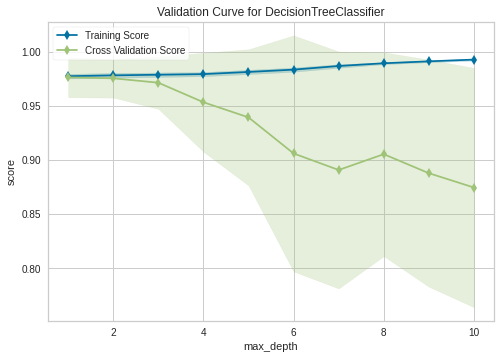 Validation Curve for DecisionTreeClassifier
Training Score
Cross Validation Score
score
1.00
0.95
0.90
0.85
0.80
2 4 6 8 10
max_depth